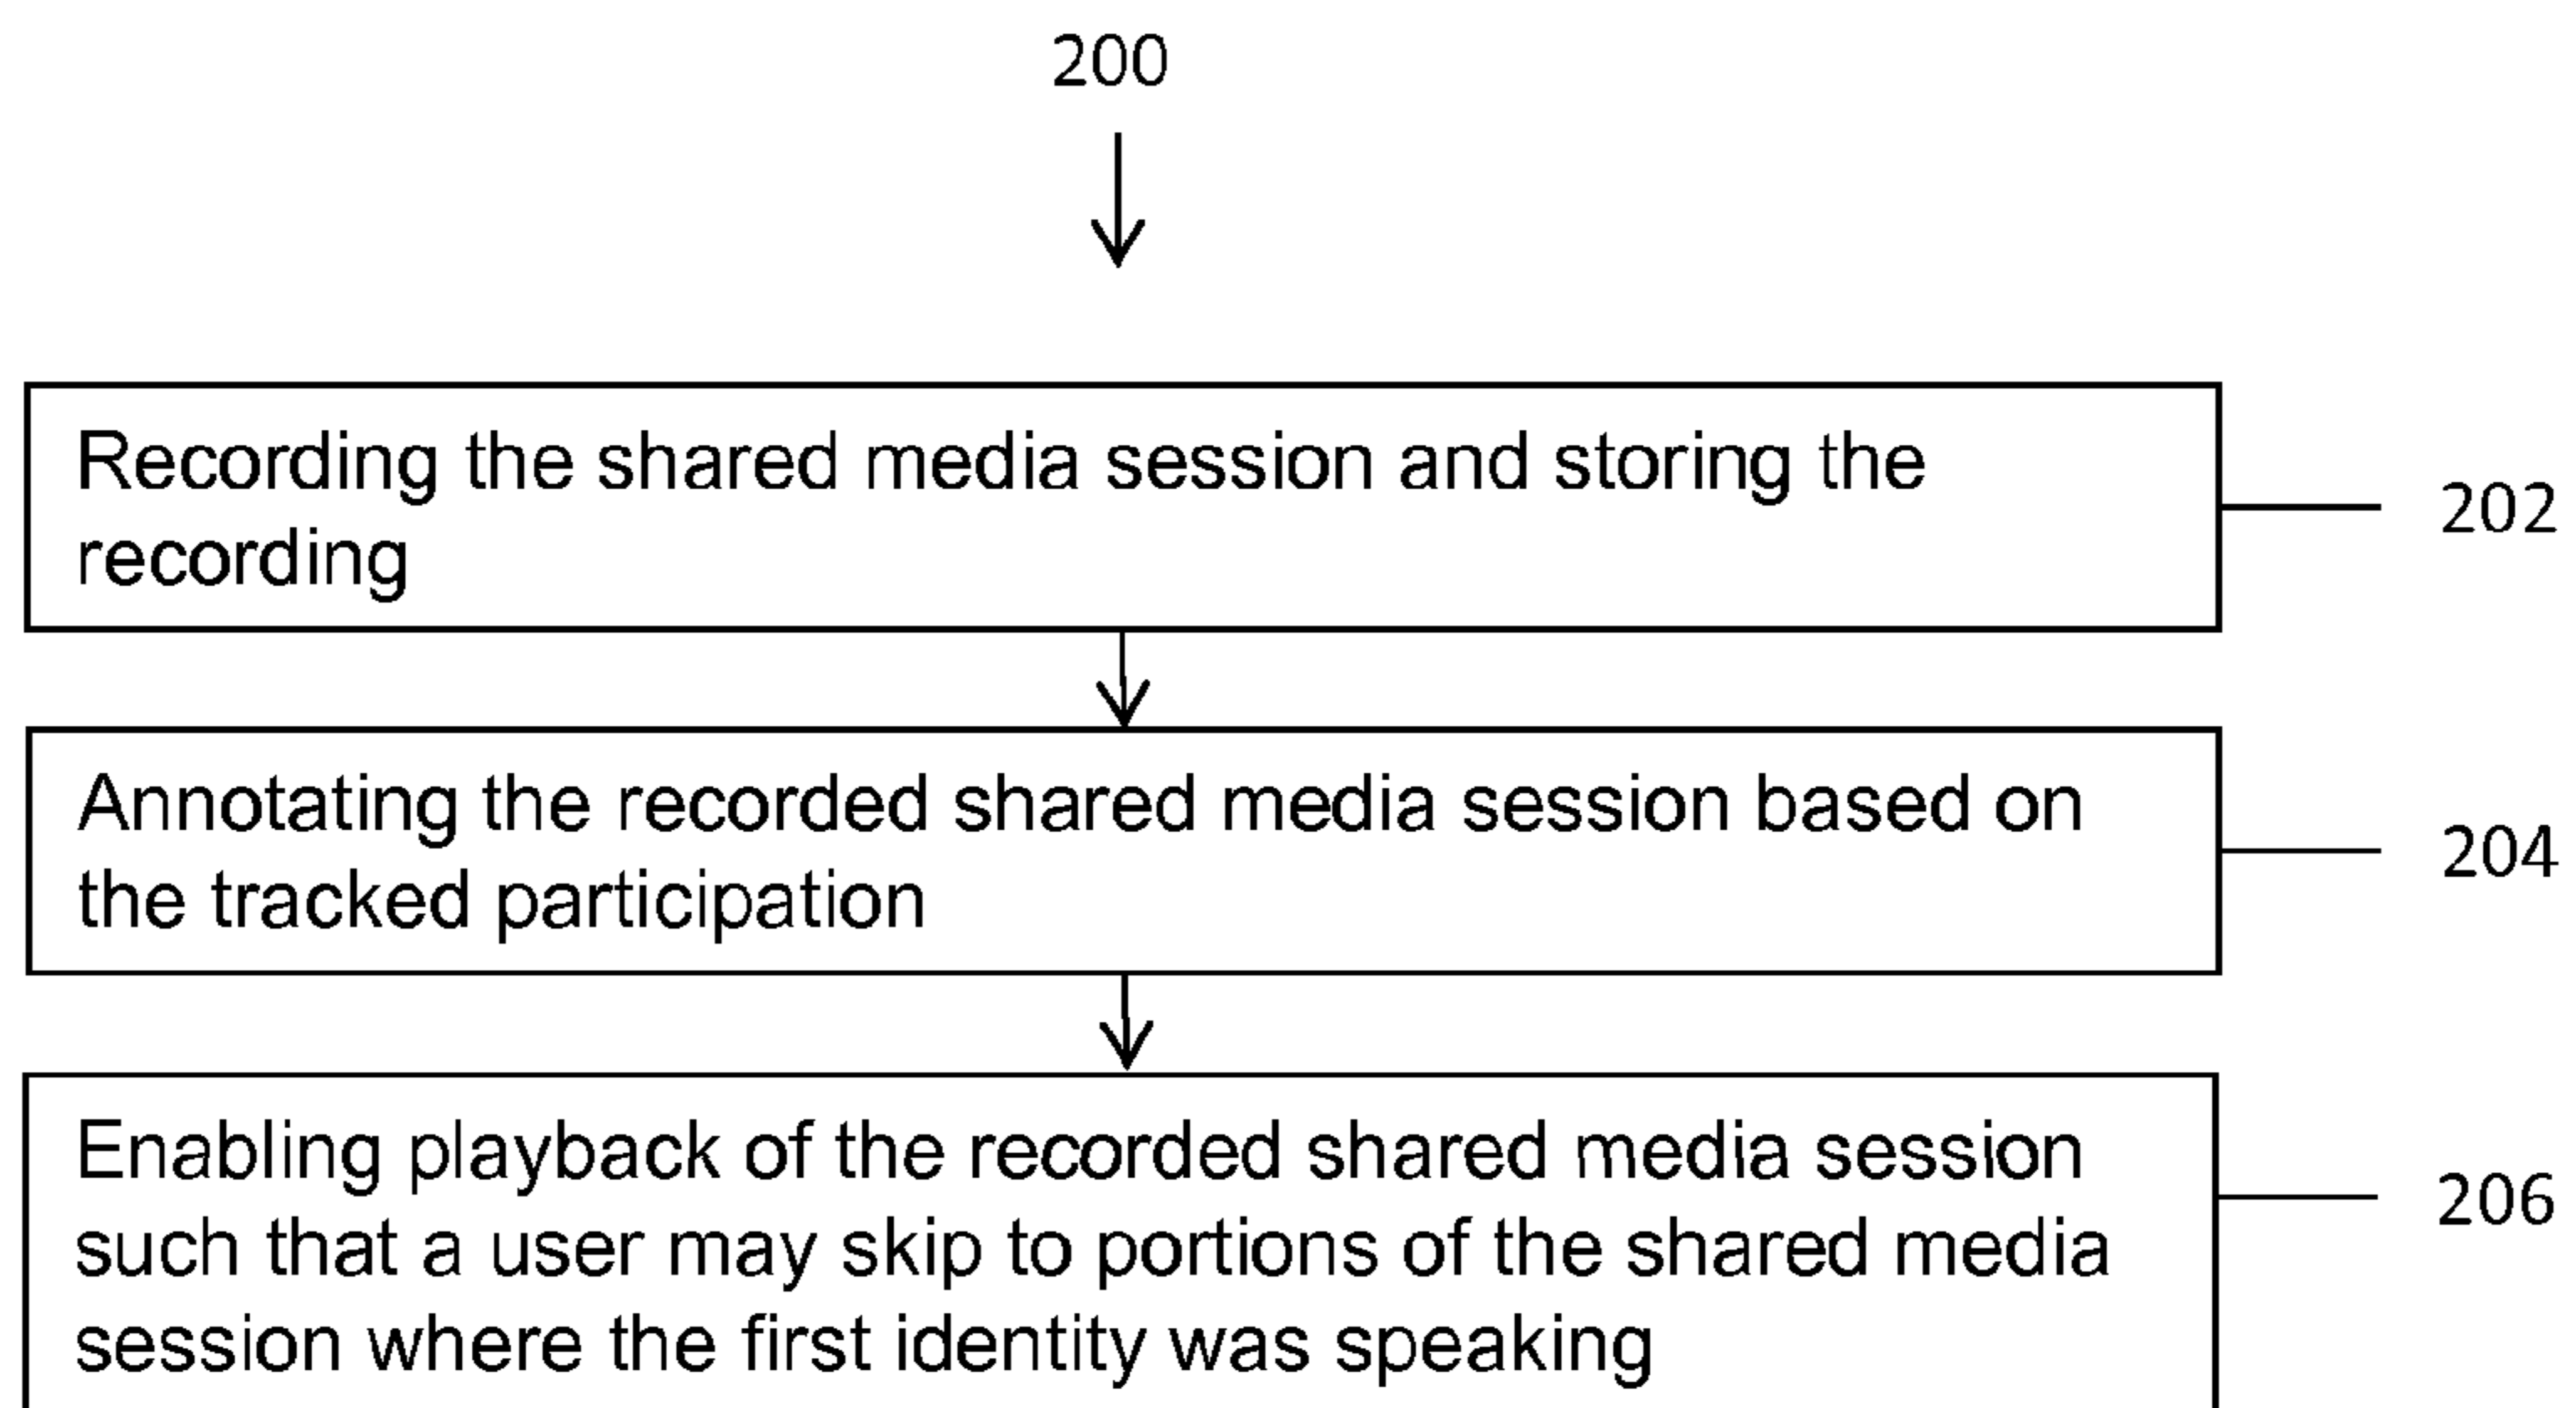 200
Recording the shared media session and storing the
recording
202
Annotating the recorded shared media session based on
the tracked participation
204
Enabling playback of the recorded shared media session
such that a user may skip to portions of the shared media
session where the first identity was speaking
206